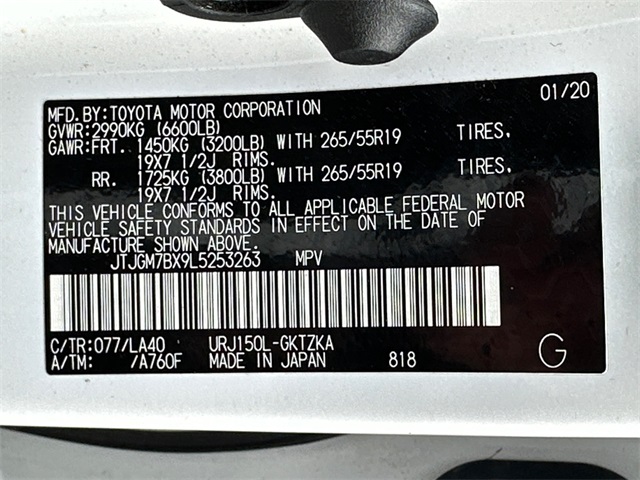 MFD.BY:TOYOTA MOTOR CORPORATION 01/20
GVWR:2990KG (6600LB)
GAWR:FRT. 1450KG (3200LB) WITH 265/55R19 TIRES,
19X7 1/2J RIMS.
RR. 1725KG (3800LB) WITH 265/55R19 TIRES,
19X7 1/2J RIMS.
THIS VEHICLE CONFORMS TO ALL APPLICABLE FEDERAL MOTOR
VEHICLE SAFETY STANDARDS IN EFFECT ON THE DATE OF
MANUFACTURE SHOWN ABOVE.
JTJGM7BX9L5253263 MPV
C/TR:077/LA40 URJ150L-GKTZKA
A/TM: /A760F MADE IN JAPAN 818 G